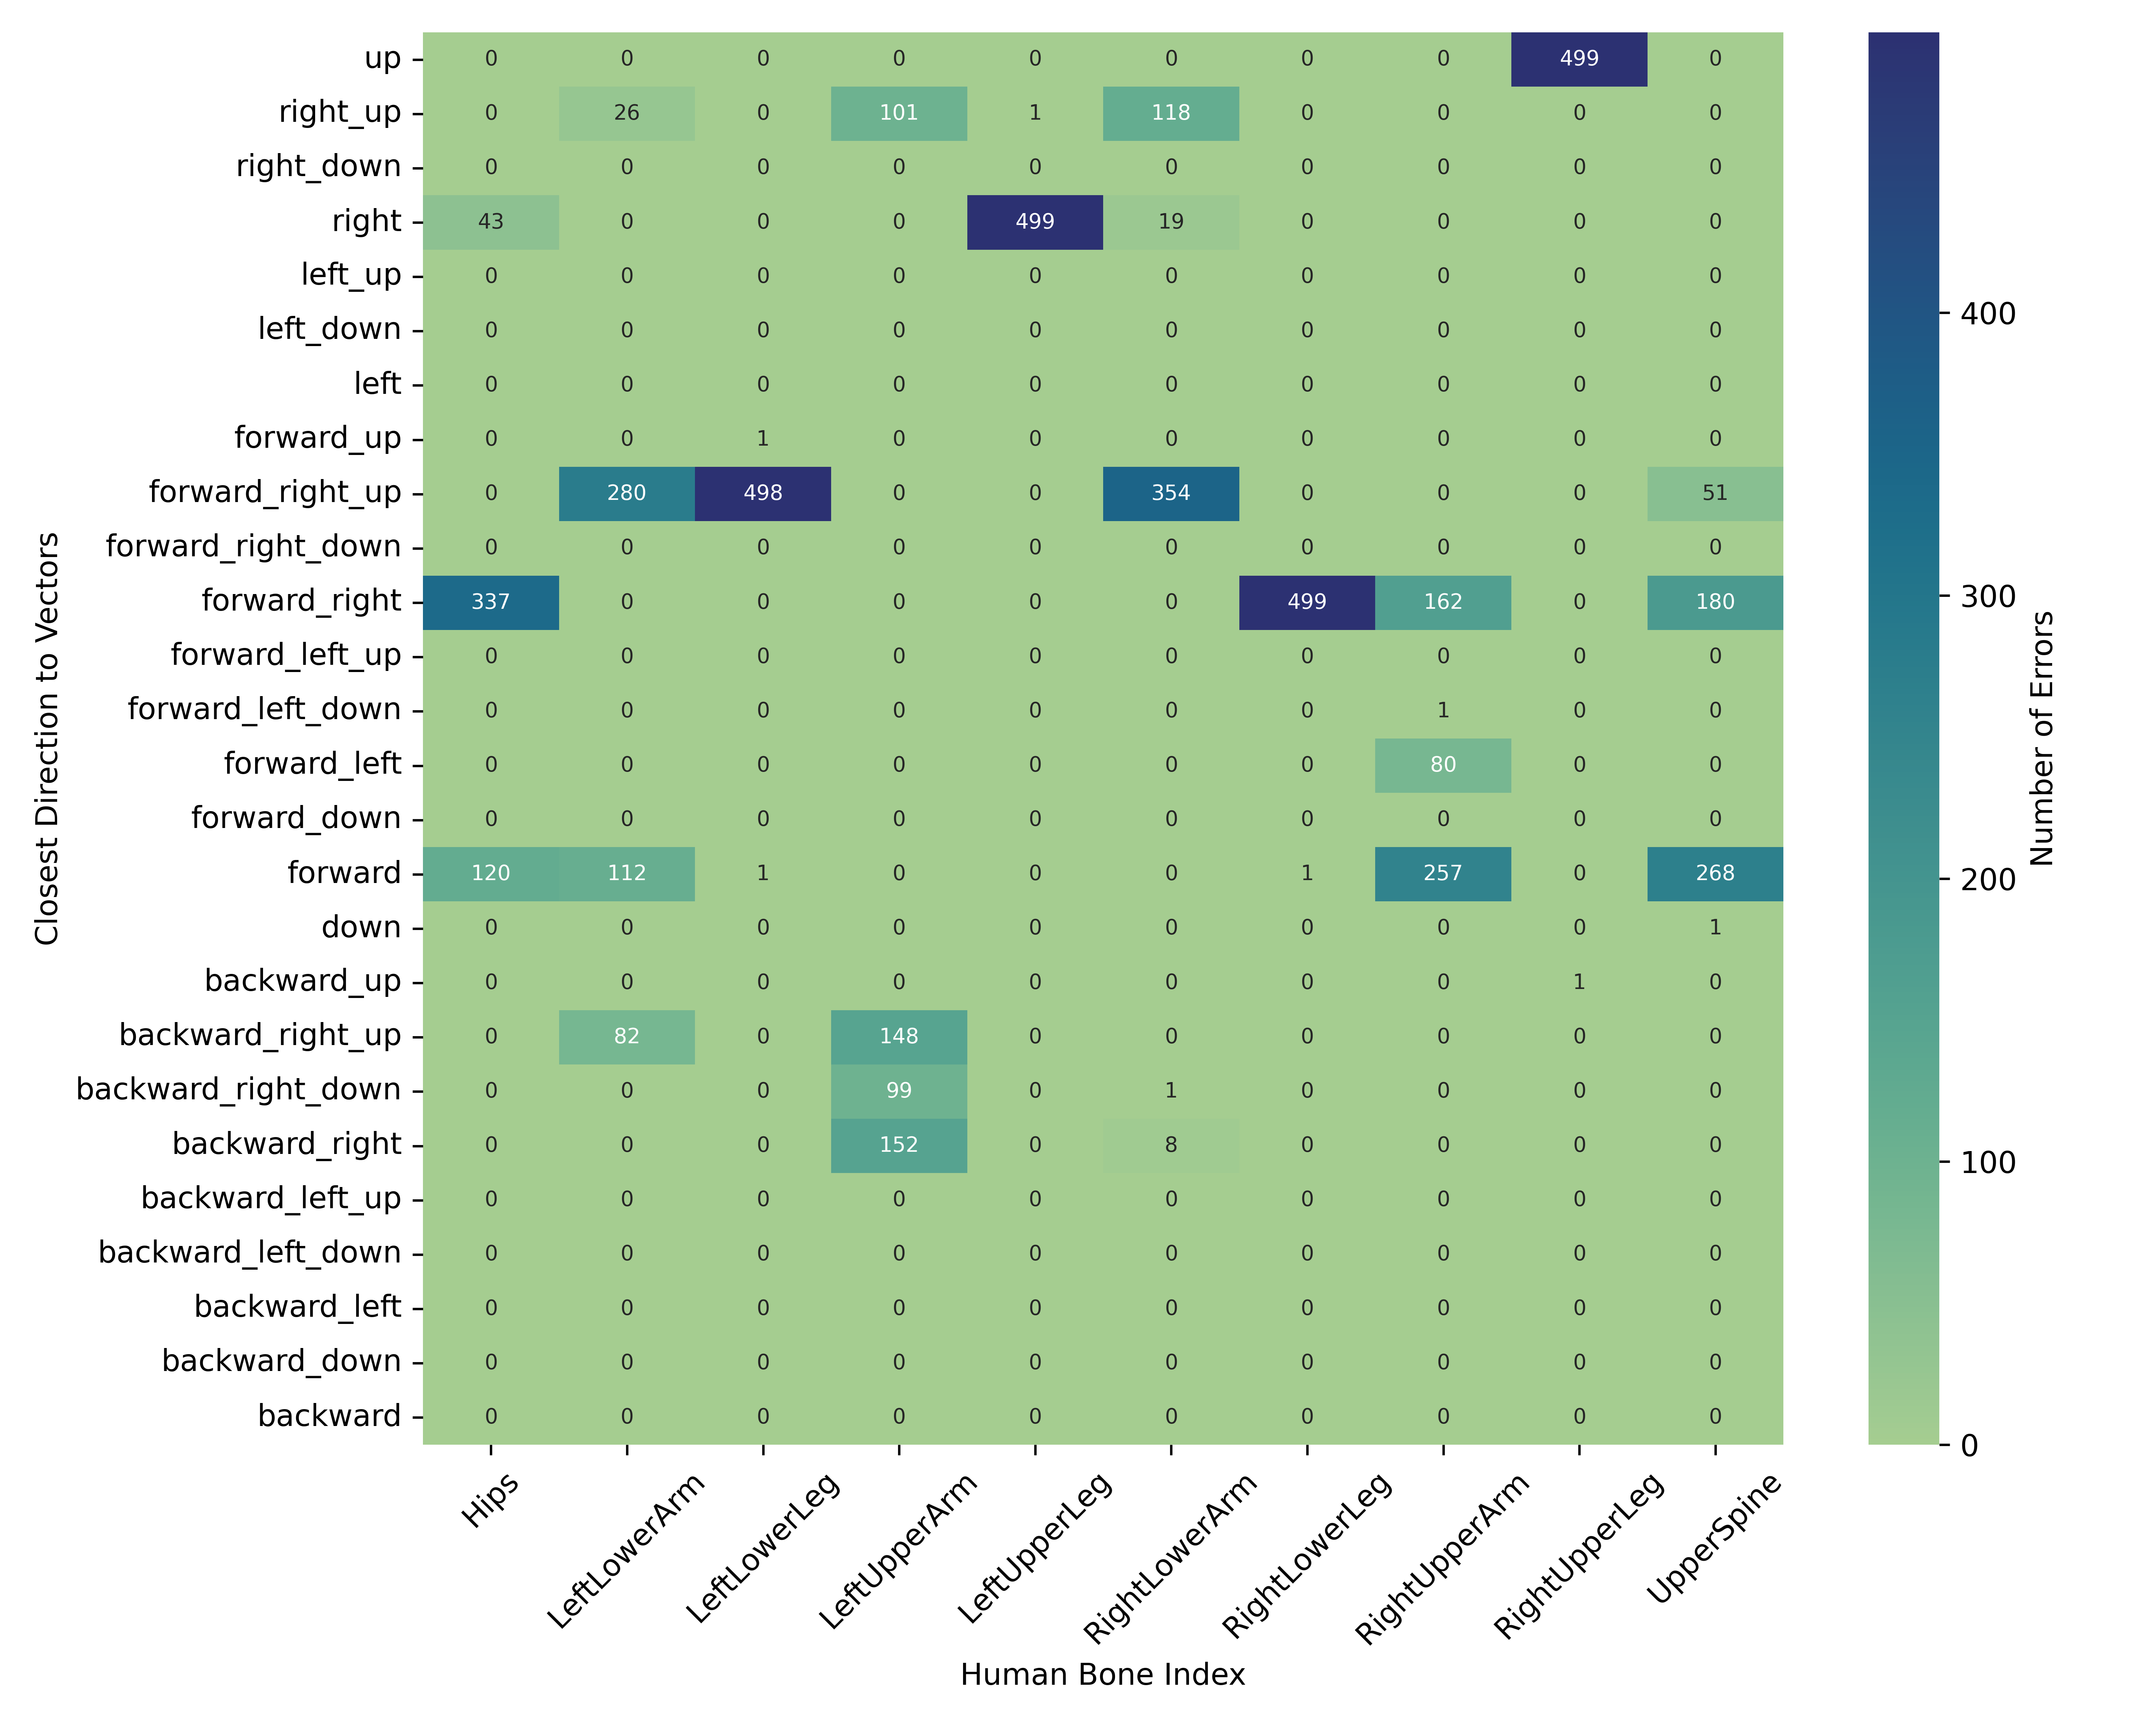 up 0 0 0 0 0 0 0 0 499 0
right_up 0 26 0 101 1 118 0 0 0 0
right_down 0 0 0 0 0 0 0 0 0 0
right 43 0 0 0 499 19 0 0 0 0
left_up 0 0 0 0 0 0 0 0 0 0
left_down 0 0 0 0 0 0 0 0 0 0
left 0 0 0 0 0 0 0 0 0 0
forward_up 0 0 1 0 0 0 0 0 0 0
forward_right_up 0 280 498 0 0 354 0 0 0 51
forward_right_down 0 0 0 0 0 0 0 0 0 0
forward_right 337 0 0 0 0 0 499 162 0 180
forward_left_up 0 0 0 0 0 0 0 0 0 0
forward_left_down 0 0 0 0 0 0 0 1 0 0
forward_left 0 0 0 0 0 0 0 80 0 0
forward_down 0 0 0 0 0 0 0 0 0 0
forward 120 112 1 0 0 0 1 257 0 268
down 0 0 0 0 0 0 0 0 0 1
backward_up 0 0 0 0 0 0 0 0 1 0
backward_right_up 0 82 0 148 0 0 0 0 0 0
backward_right_down 0 0 0 99 0 1 0 0 0 0
backward_right 0 0 0 152 0 8 0 0 0 0
backward_left_up 0 0 0 0 0 0 0 0 0 0
backward_left_down 0 0 0 0 0 0 0 0 0 0
backward_left 0 0 0 0 0 0 0 0 0 0
backward_down 0 0 0 0 0 0 0 0 0 0
backward 0 0 0 0 0 0 0 0 0 0
Closest Direction to Vectors
Hips LeftLowerArm LeftLowerLeg LeftUpperArm LeftUpperLeg RightLowerArm RightLowerLeg RightUpperArm RightUpperLeg UpperSpine
Human Bone Index
400
300
200
100
0
Number of Errors